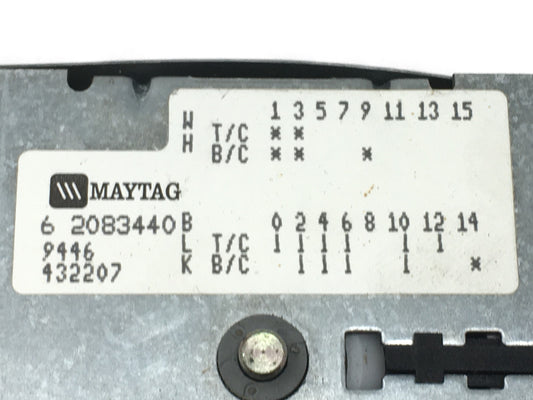 W 1 3 5 7 9 11 13 15
H T/C * *
B/C * * *
MAYTAG
6 2083440 B 0 2 4 6 8 10 12 14
9446 L T/C 1 1 1 1 1 1
432207 K B/C 1 1 1 1 *